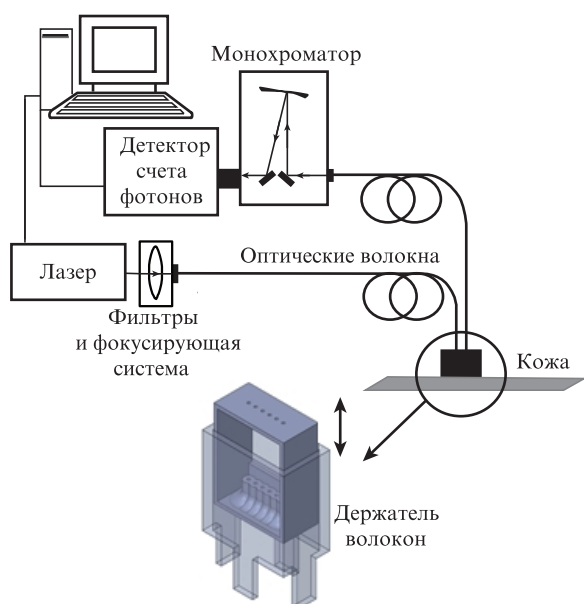 Монохроматор
Детектор
счета
фотонов
Оптические волокна
Лазер
Фильтры
и фокусирующая
система
Кожа
Держатель
волокон